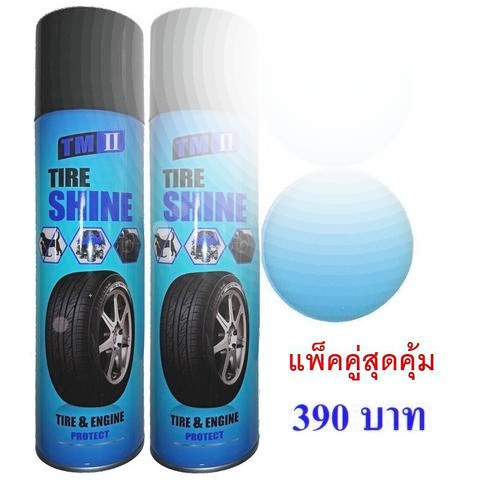 TM II
TIRE
SHINE
TIRE & ENGINE
PROTECT
TM II
TIRE
SHINE
TIRE & ENGINE
PROTECT
แพ็คคู่สุดคุ้ม
390 บาท